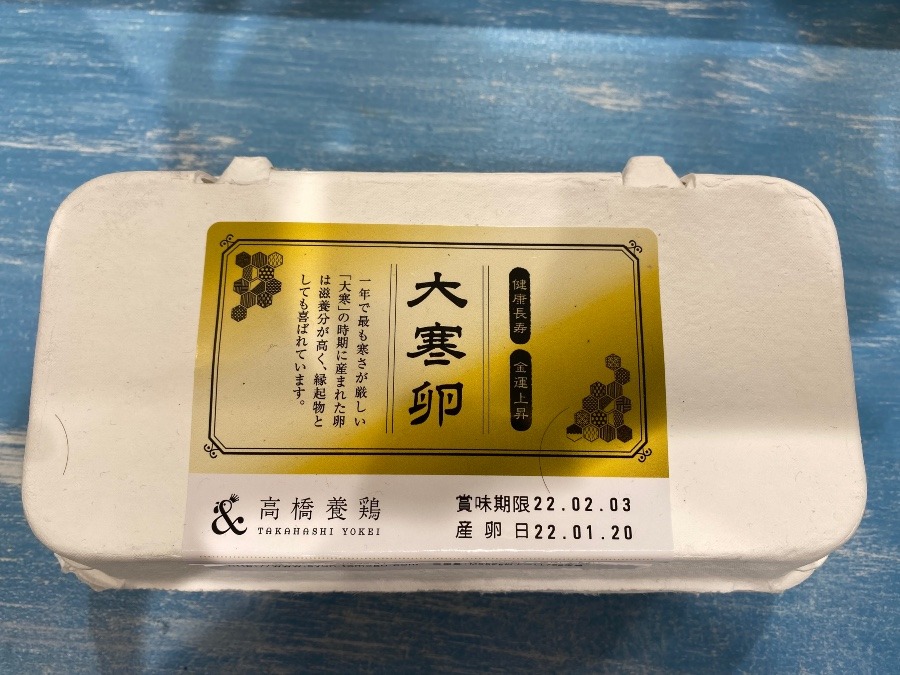 健康長寿
金運上昇
大寒卵
一年で最も寒さが厳しい
「大寒」の時期に産まれた卵
は滋養分が高く、縁起物と
しても喜ばれています。
& 高橋養鶏
TAKAHASHI YOKEI
賞味期限22.02.03
産卵日22.01.20